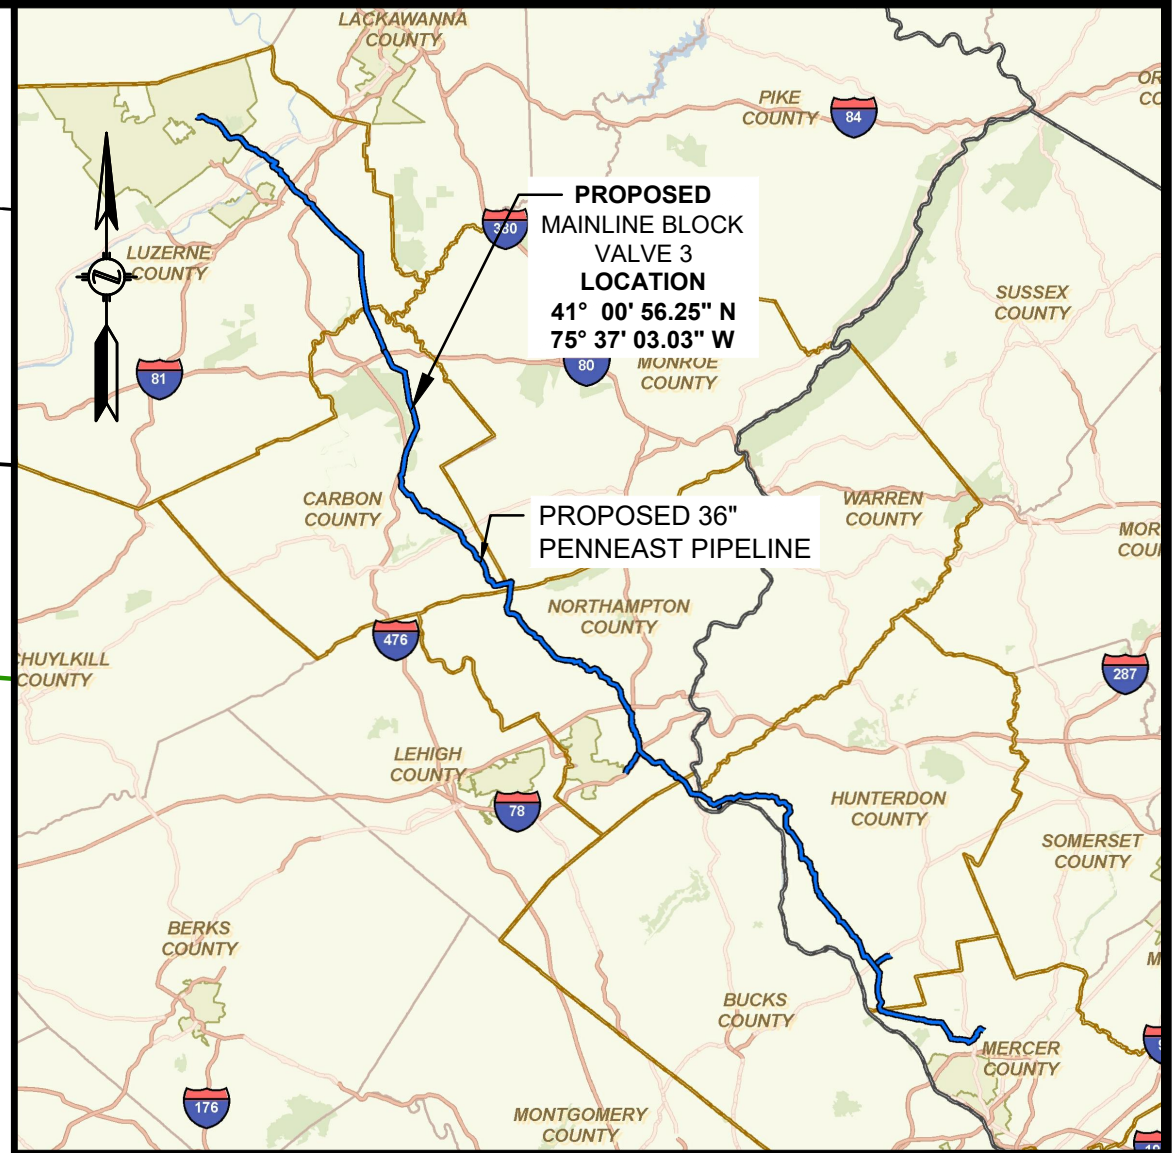 LACKAWANNA
COUNTY
PIKE
COUNTY
84
PROPOSED
MAINLINE BLOCK
VALVE 3
LOCATION
41° 00' 56.25" N
75° 37' 03.03" W
380
LUZERNE
COUNTY
SUSSEX
COUNTY
81
80
MONROE
COUNTY
CARBON
COUNTY
PROPOSED 36"
PENNEAST PIPELINE
WARREN
COUNTY
MOR
COU
NORTHAMPTON
COUNTY
476
CHUYLKILL
COUNTY
287
LEHIGH
COUNTY
78
HUNTERDON
COUNTY
SOMERSET
COUNTY
BERKS
COUNTY
BUCKS
COUNTY
MERCER
COUNTY
176
MONTGOMERY
COUNTY